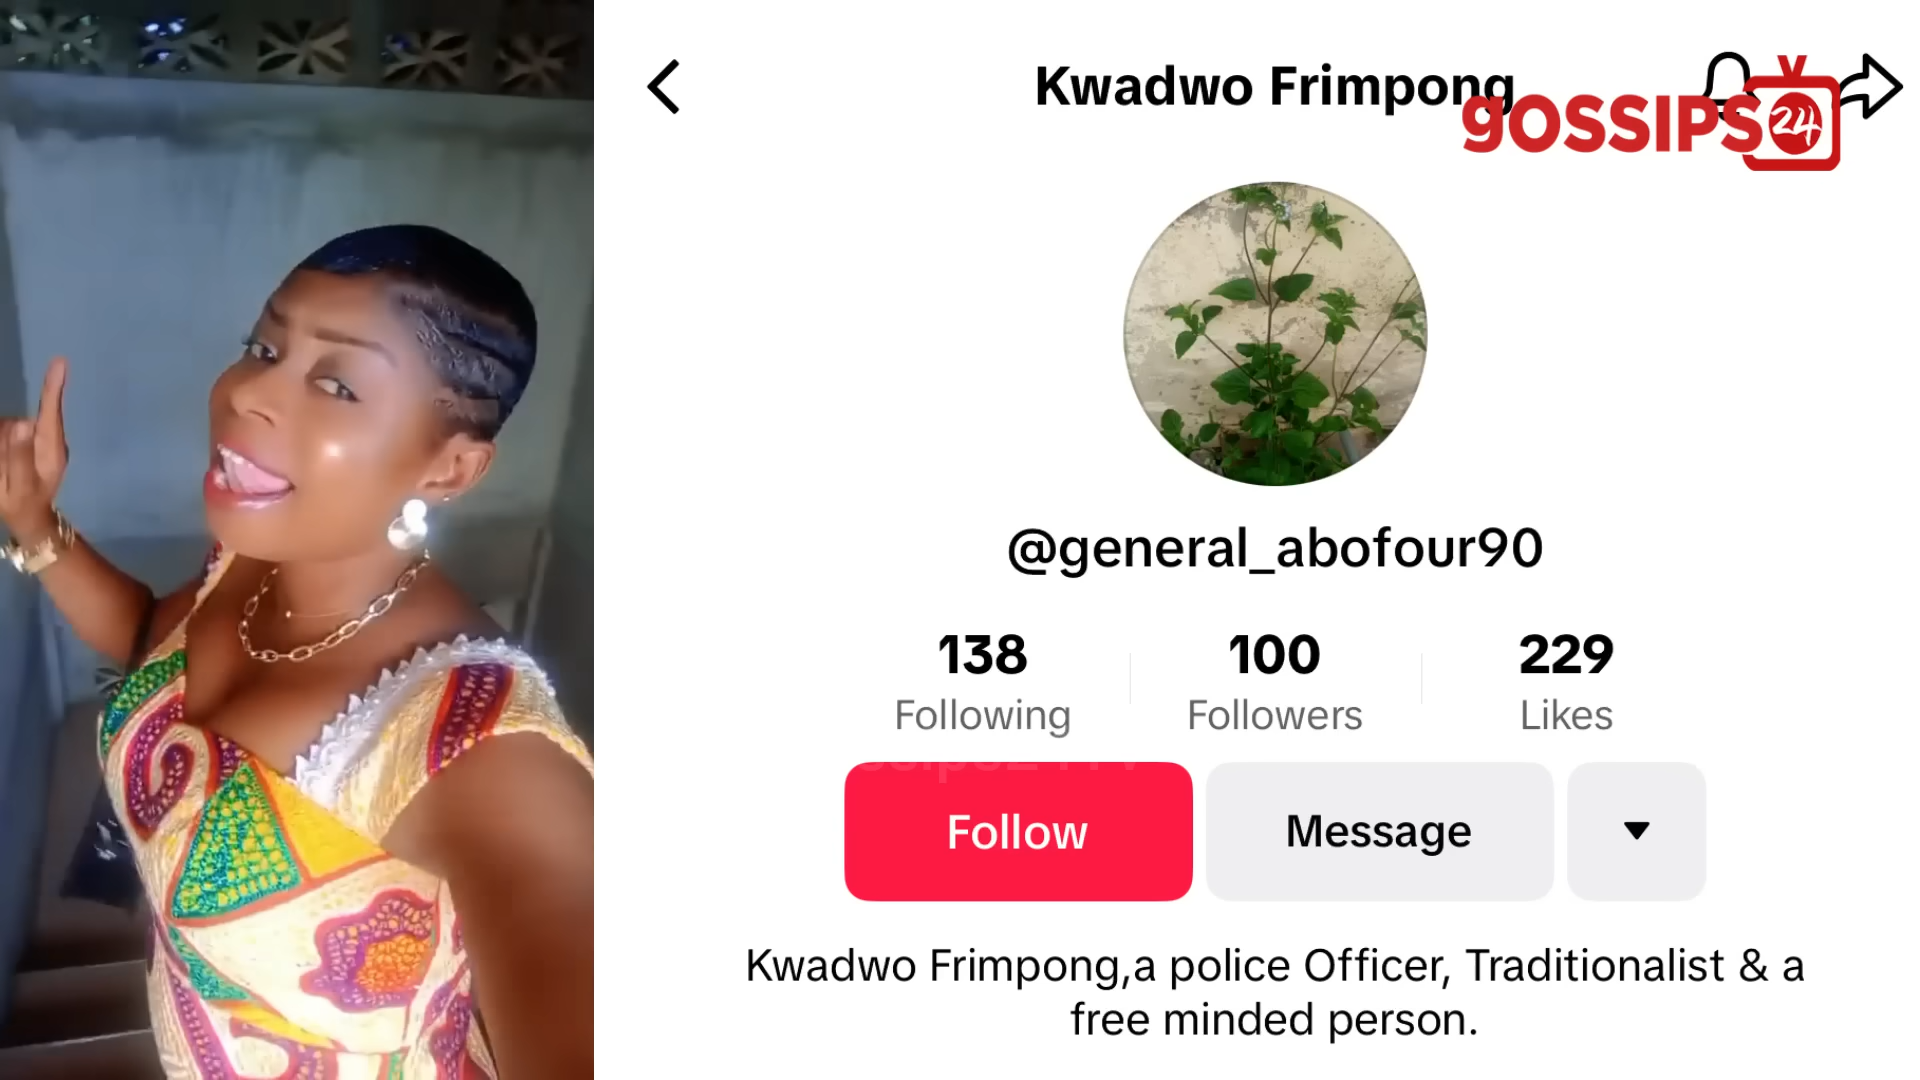 Kwadwo Frimpong
gOSSIPS24
@general_abofour90
138 100 229
Following Followers Likes
Follow Message
Kwadwo Frimpong,a police Officer, Traditionalist & a
free minded person.